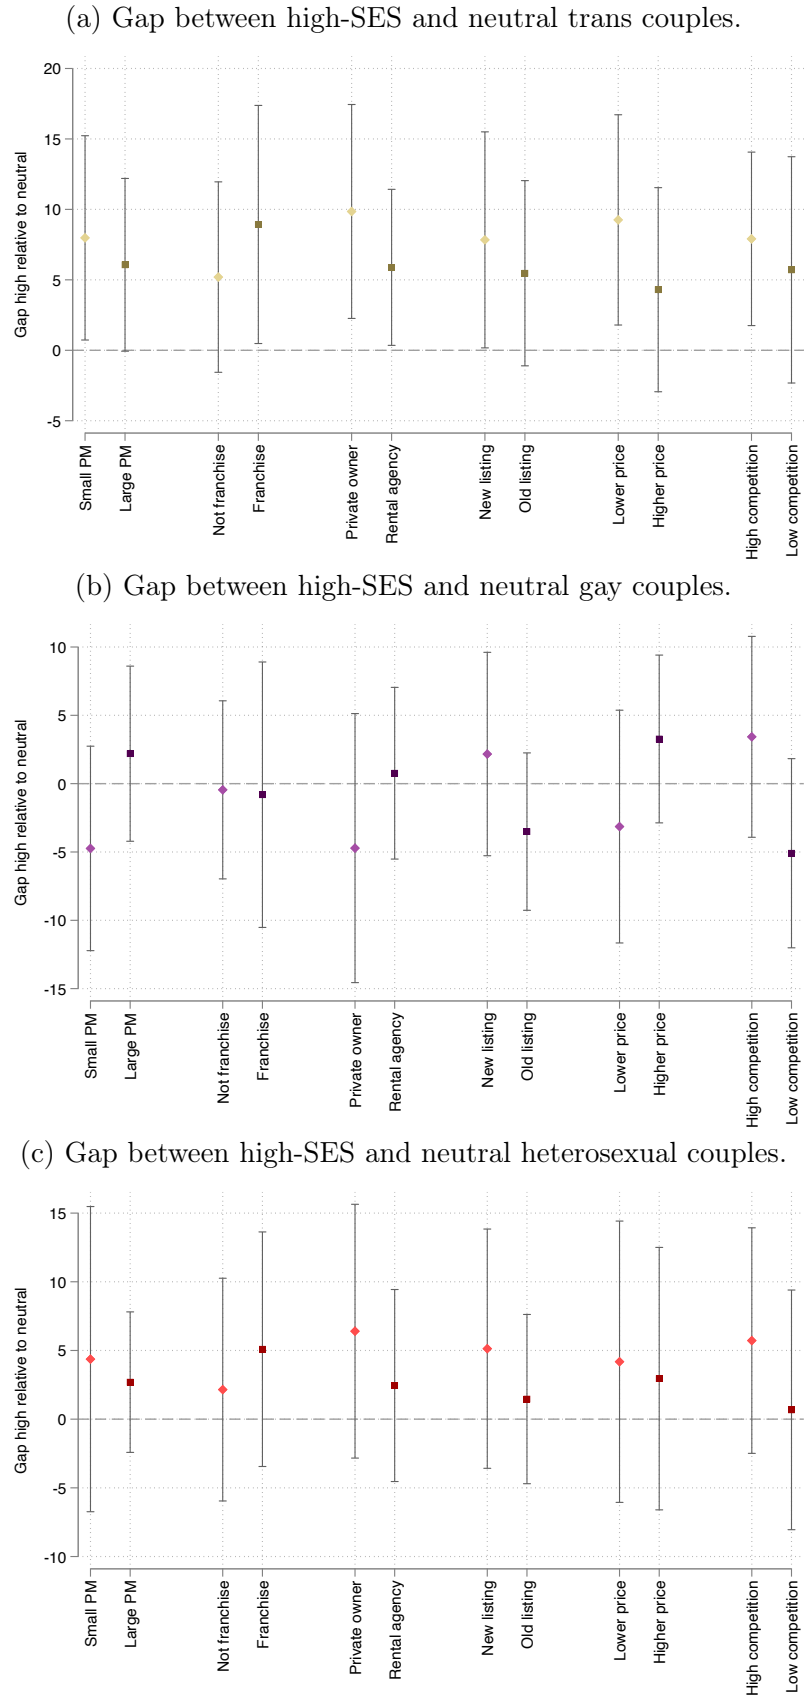 (a) Gap between high-SES and neutral trans couples.
Gap high relative to neutral
20
15
10
5
0
-5
Small PM
Large PM
Not franchise
Franchise
Private owner
Rental agency
New listing
Old listing
Lower price
Higher price
High competition
Low competition
(b) Gap between high-SES and neutral gay couples.
Gap high relative to neutral
10
5
0
-5
-10
-15
Small PM
Large PM
Not franchise
Franchise
Private owner
Rental agency
New listing
Old listing
Lower price
Higher price
High competition
Low competition
(c) Gap between high-SES and neutral heterosexual couples.
Gap high relative to neutral
15
10
5
0
-5
-10
Small PM
Large PM
Not franchise
Franchise
Private owner
Rental agency
New listing
Old listing
Lower price
Higher price
High competition
Low competition